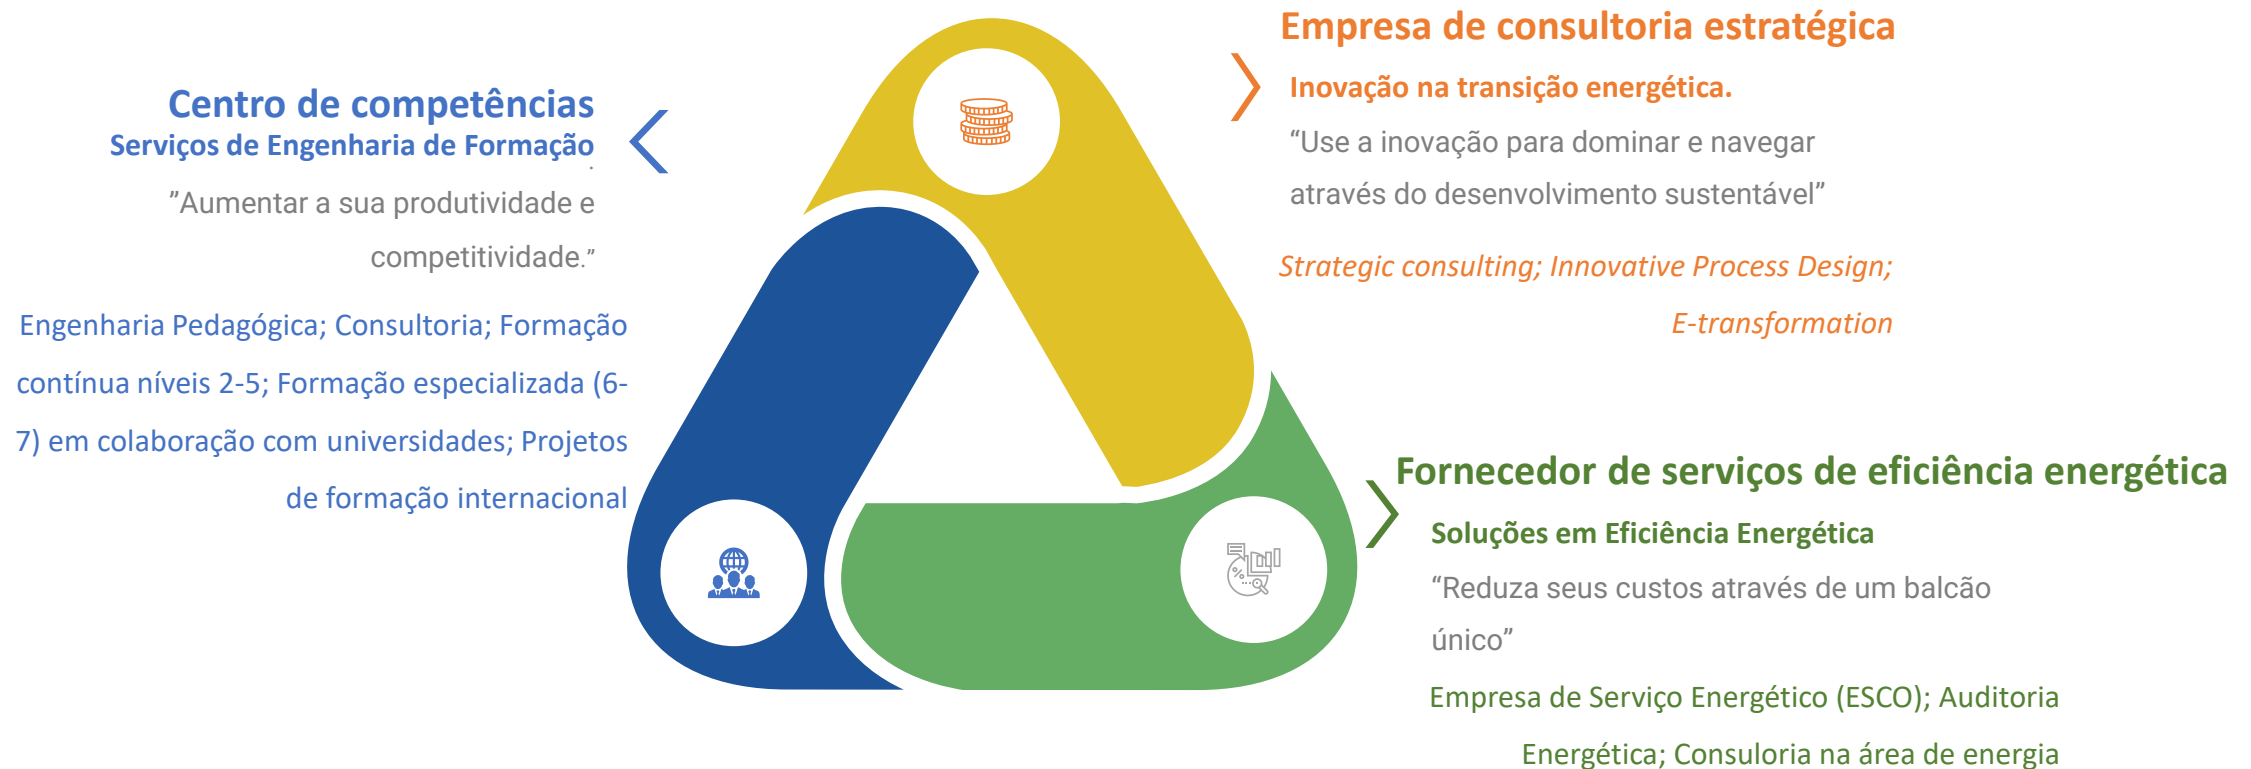 Centro de competências
Serviços de Engenharia de Formação
.
”Aumentar a sua produtividade e
competitividade.”
Engenharia Pedagógica; Consultoria; Formação
contínua níveis 2-5; Formação especializada (6-
7) em colaboração com universidades; Projetos
de formação internacional
Empresa de consultoria estratégica
Inovação na transição energética.
“Use a inovação para dominar e navegar
através do desenvolvimento sustentável”
Strategic consulting; Innovative Process Design;
E-transformation
Fornecedor de serviços de eficiência energética
Soluções em Eficiência Energética
“Reduza seus custos através de um balcão
único”
Empresa de Serviço Energético (ESCO); Auditoria
Energética; Consuloria na área de energia